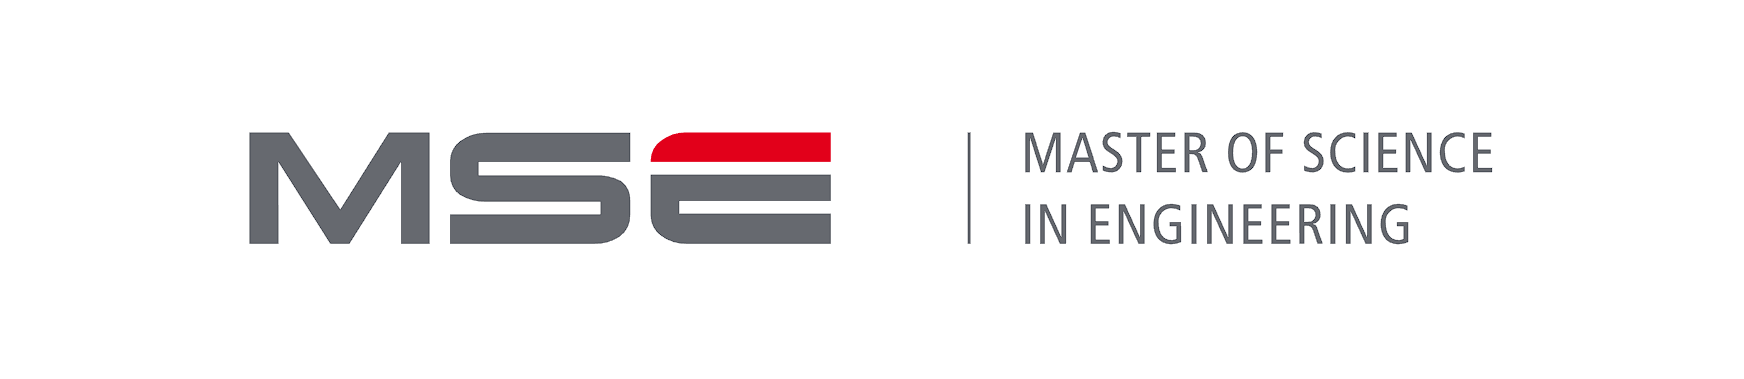 MSE
MASTER OF SCIENCE
IN ENGINEERING